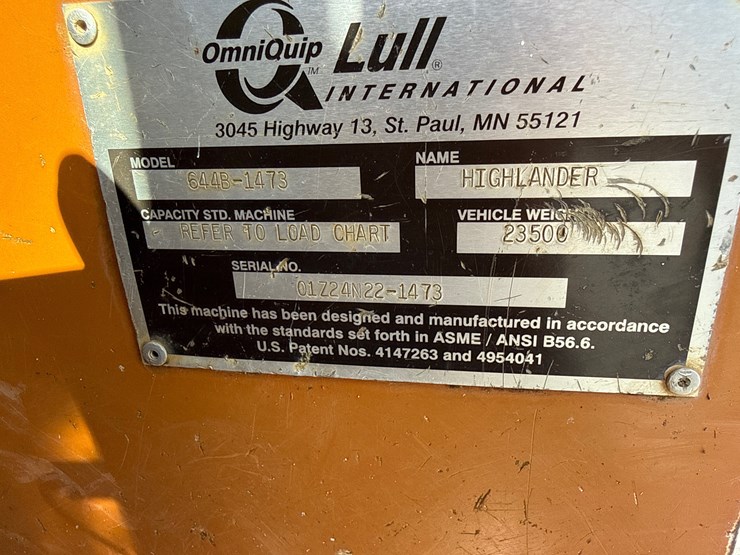 OmniQuip™ Lull®
INTERNATIONAL
3045 Highway 13, St. Paul, MN 55121
MODEL
644B-1473
NAME
HIGHLANDER
CAPACITY STD. MACHINE
- REFER TO LOAD CHART
VEHICLE WEIGHT
23500
SERIAL NO.
01Z24N22-1473
This machine has been designed and manufactured in accordance
with the standards set forth in ASME / ANSI B56.6.
U.S. Patent Nos. 4147263 and 4954041